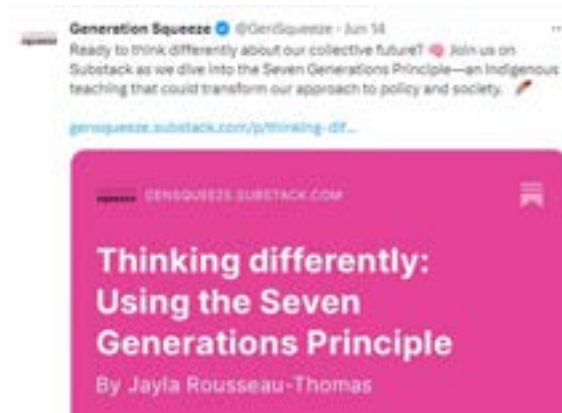 Generation Squeeze @GenSqueeze · Jun 14
Ready to think differently about our collective future? 🧠 Join us on
Substack as we dive into the Seven Generations Principle—an Indigenous
teaching that could transform our approach to policy and society. 🪶
gensqueeze.substack.com/p/thinking-dif...
squeeze GENSQUEEZE.SUBSTACK.COM
Thinking differently:
Using the Seven
Generations Principle
By Jayla Rousseau-Thomas